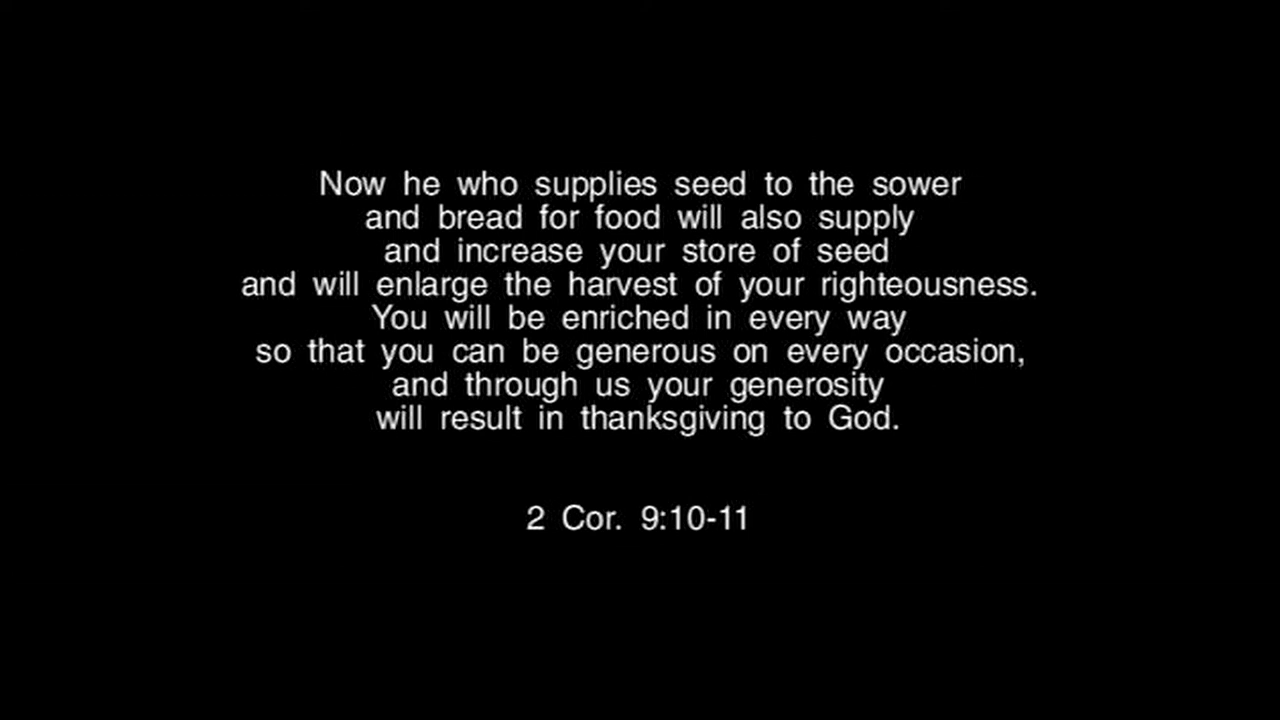 Now he who supplies seed to the sower
and bread for food will also supply
and increase your store of seed
and will enlarge the harvest of your righteousness.
You will be enriched in every way
so that you can be generous on every occasion,
and through us your generosity
will result in thanksgiving to God.
2 Cor. 9:10-11